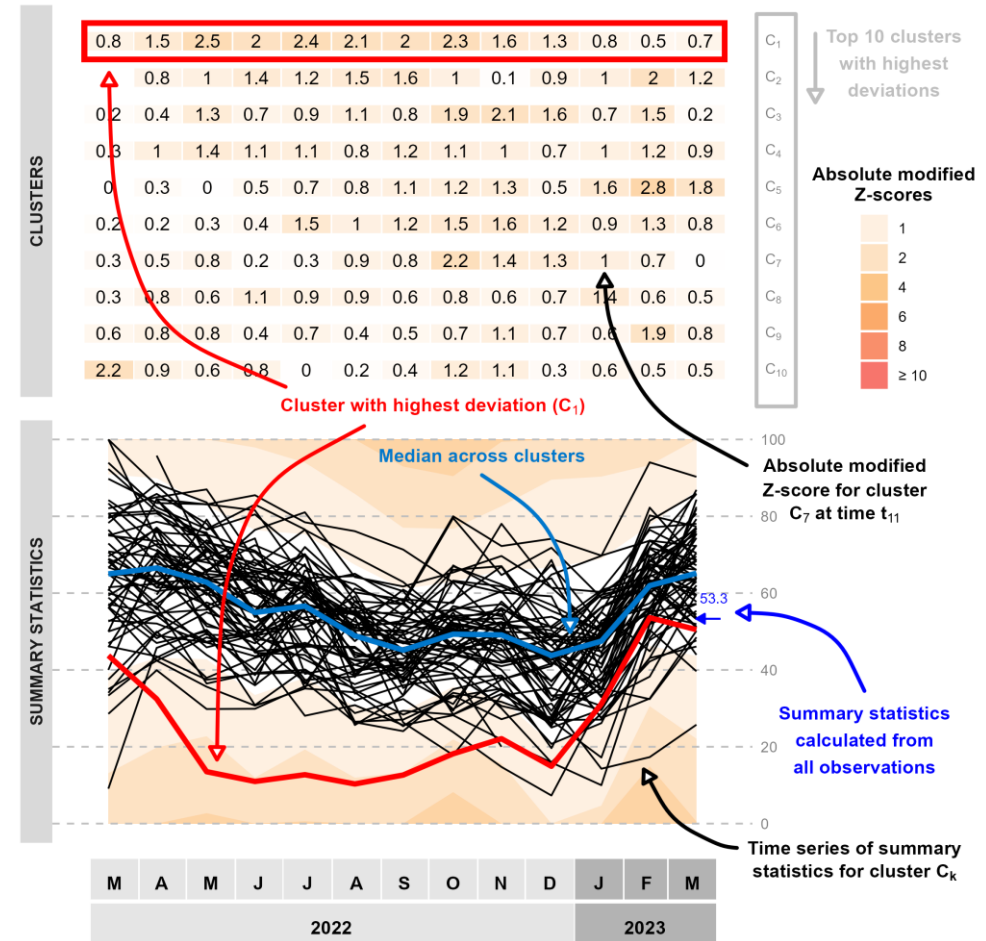 CLUSTERS
0.8 1.5 2.5 2 2.4 2.1 2 2.3 1.6 1.3 0.8 0.5 0.7 C1
0.8 1 1.4 1.2 1.5 1.6 1 0.1 0.9 1 2 1.2 C2
0.2 0.4 1.3 0.7 0.9 1.1 0.8 1.9 2.1 1.6 0.7 1.5 0.2 C3
0.3 1 1.4 1.1 1.1 0.8 1.2 1.1 1 0.7 1 1.2 0.9 C4
0 0.3 0 0.5 0.7 0.8 1.1 1.2 1.3 0.5 1.6 2.8 1.8 C5
0.2 0.2 0.3 0.4 1.5 1 1.2 1.5 1.6 1.2 0.9 1.3 0.8 C6
0.3 0.5 0.8 0.2 0.3 0.9 0.8 2.2 1.4 1.3 1 0.7 0 C7
0.3 0.8 0.6 1.1 0.9 0.9 0.6 0.8 0.6 0.7 1.4 0.6 0.5 C8
0.6 0.8 0.8 0.4 0.7 0.4 0.5 0.7 1.1 0.7 0.6 1.9 0.8 C9
2.2 0.9 0.6 0.8 0 0.2 0.4 1.2 1.1 0.3 0.6 0.5 0.5 C10
Top 10 clusters
with highest
deviations
Absolute modified
Z-scores
1
2
4
6
8
≥ 10
Cluster with highest deviation (C1)
Absolute modified
Z-score for cluster
C7 at time t11
SUMMARY STATISTICS
Median across clusters
100
80
60
40
20
0
53.3
Summary statistics
calculated from
all observations
Time series of summary
statistics for cluster Ck
M A M J J A S O N D J F M
2022 2023